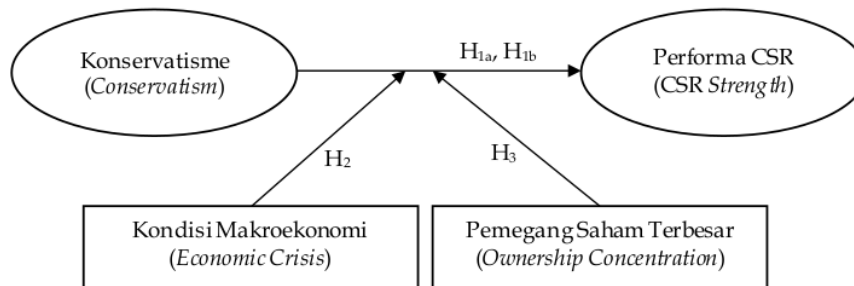 Konservatisme
(Conservatism)
H1a, H1b
Performa CSR
(CSR Strength)
H2
H3
Kondisi Makroekonomi
(Economic Crisis)
Pemegang Saham Terbesar
(Ownership Concentration)